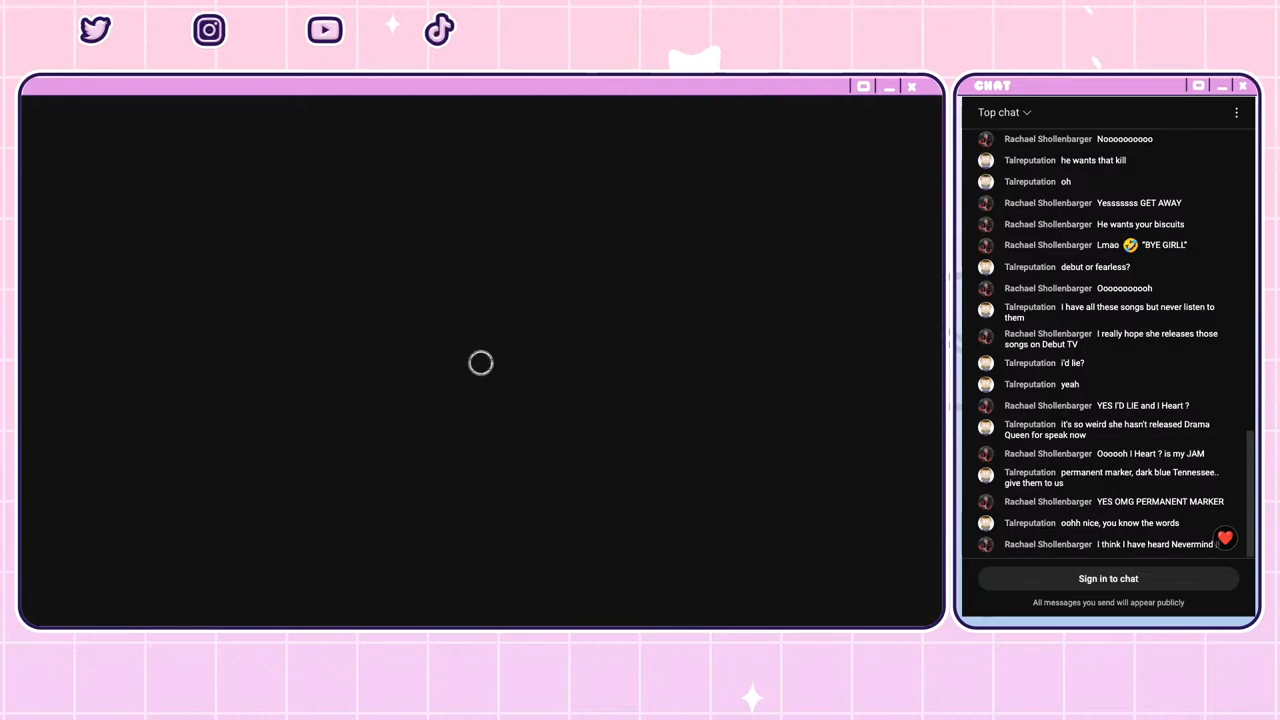 CHAT
Top chat
Rachael Shollenbarger Noooooooooo
Talreputation he wants that kill
Talreputation oh
Rachael Shollenbarger Yesssssss GET AWAY
Rachael Shollenbarger He wants your biscuits
Rachael Shollenbarger Lmao 🤣 “BYE GIRLL”
Talreputation debut or fearless?
Rachael Shollenbarger Oooooooooooh
Talreputation I have all these songs but never listen to
them
Rachael Shollenbarger I really hope she releases those
songs on Debut TV
Talreputation i'd lie?
Talreputation yeah
Rachael Shollenbarger YES I'D LIE and I Heart ?
Talreputation it's so weird she hasn't released Drama
Queen for speak now
Rachael Shollenbarger Oooooh I Heart ? is my JAM
Talreputation permanent marker, dark blue Tennessee..
give them to us
Rachael Shollenbarger YES OMG PERMANENT MARKER
Talreputation oohh nice, you know the words
Rachael Shollenbarger I think I have heard Nevermind
Sign in to chat
All messages you send will appear publicly